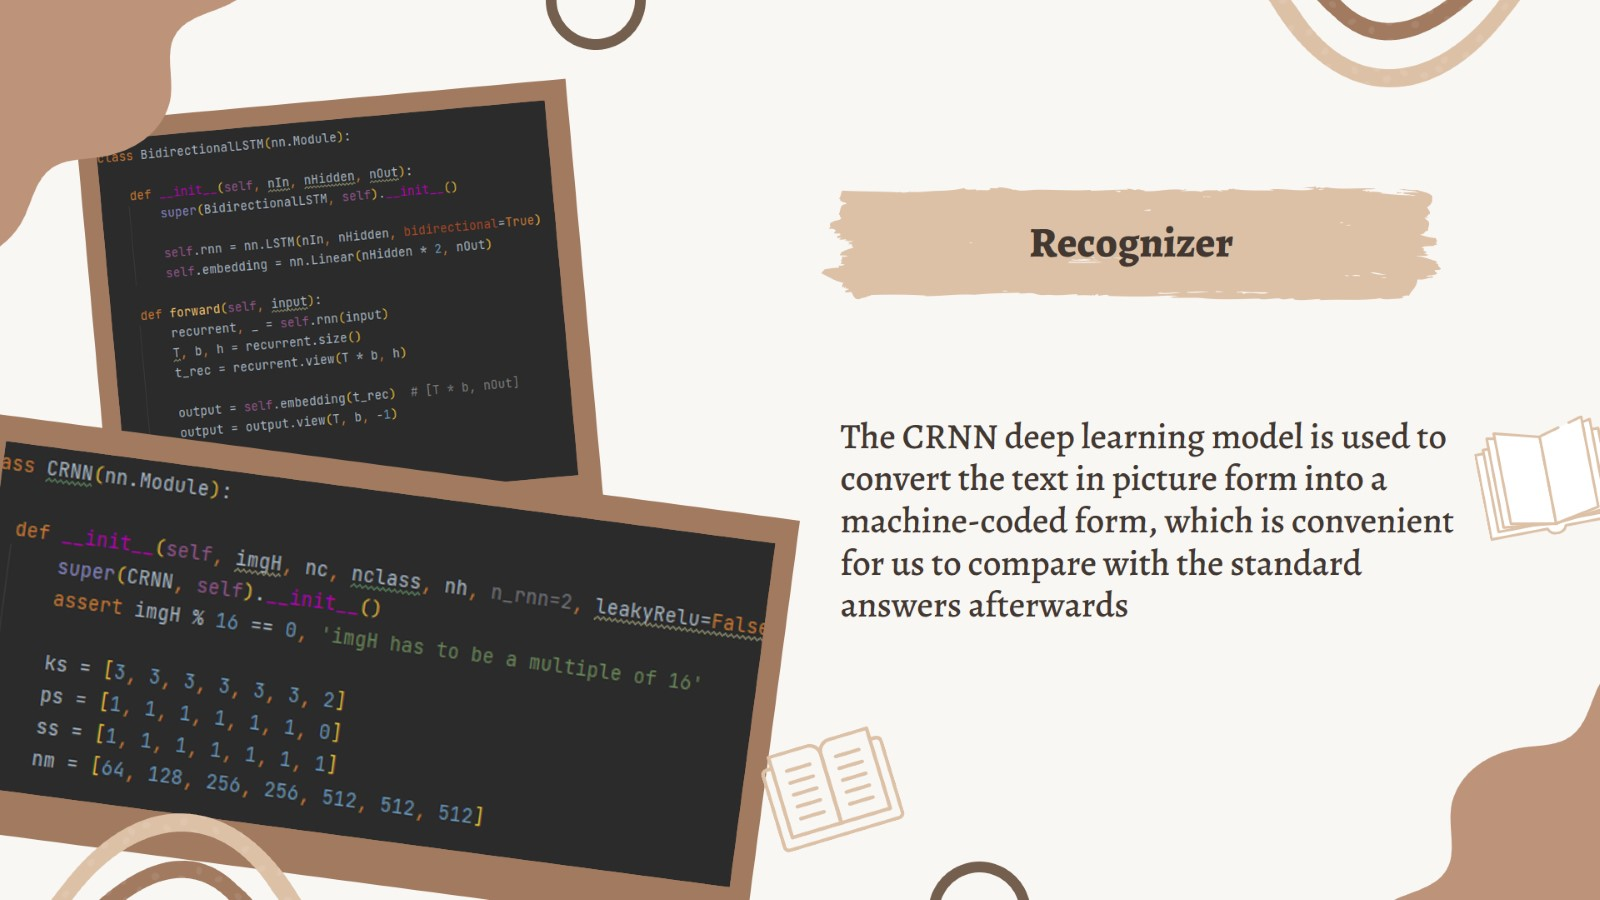 class BidirectionalLSTM(nn.Module):
def __init__(self, nIn, nHidden, nOut):
super(BidirectionalLSTM, self).__init__()
self.rnn = nn.LSTM(nIn, nHidden, bidirectional=True)
self.embedding = nn.Linear(nHidden * 2, nOut)
def forward(self, input):
recurrent, _ = self.rnn(input)
T, b, h = recurrent.size()
t_rec = recurrent.view(T * b, h)
output = self.embedding(t_rec) # [T * b, nOut]
output = output.view(T, b, -1)
ass CRNN(nn.Module):
def __init__(self, imgH, nc, nclass, nh, n_rnn=2, leakyRelu=False
super(CRNN, self).__init__()
assert imgH % 16 == 0, 'imgH has to be a multiple of 16'
ks = [3, 3, 3, 3, 3, 3, 2]
ps = [1, 1, 1, 1, 1, 1, 0]
ss = [1, 1, 1, 1, 1, 1, 1]
nm = [64, 128, 256, 256, 512, 512, 512]
Recognizer
The CRNN deep learning model is used to
convert the text in picture form into a
machine-coded form, which is convenient
for us to compare with the standard
answers afterwards